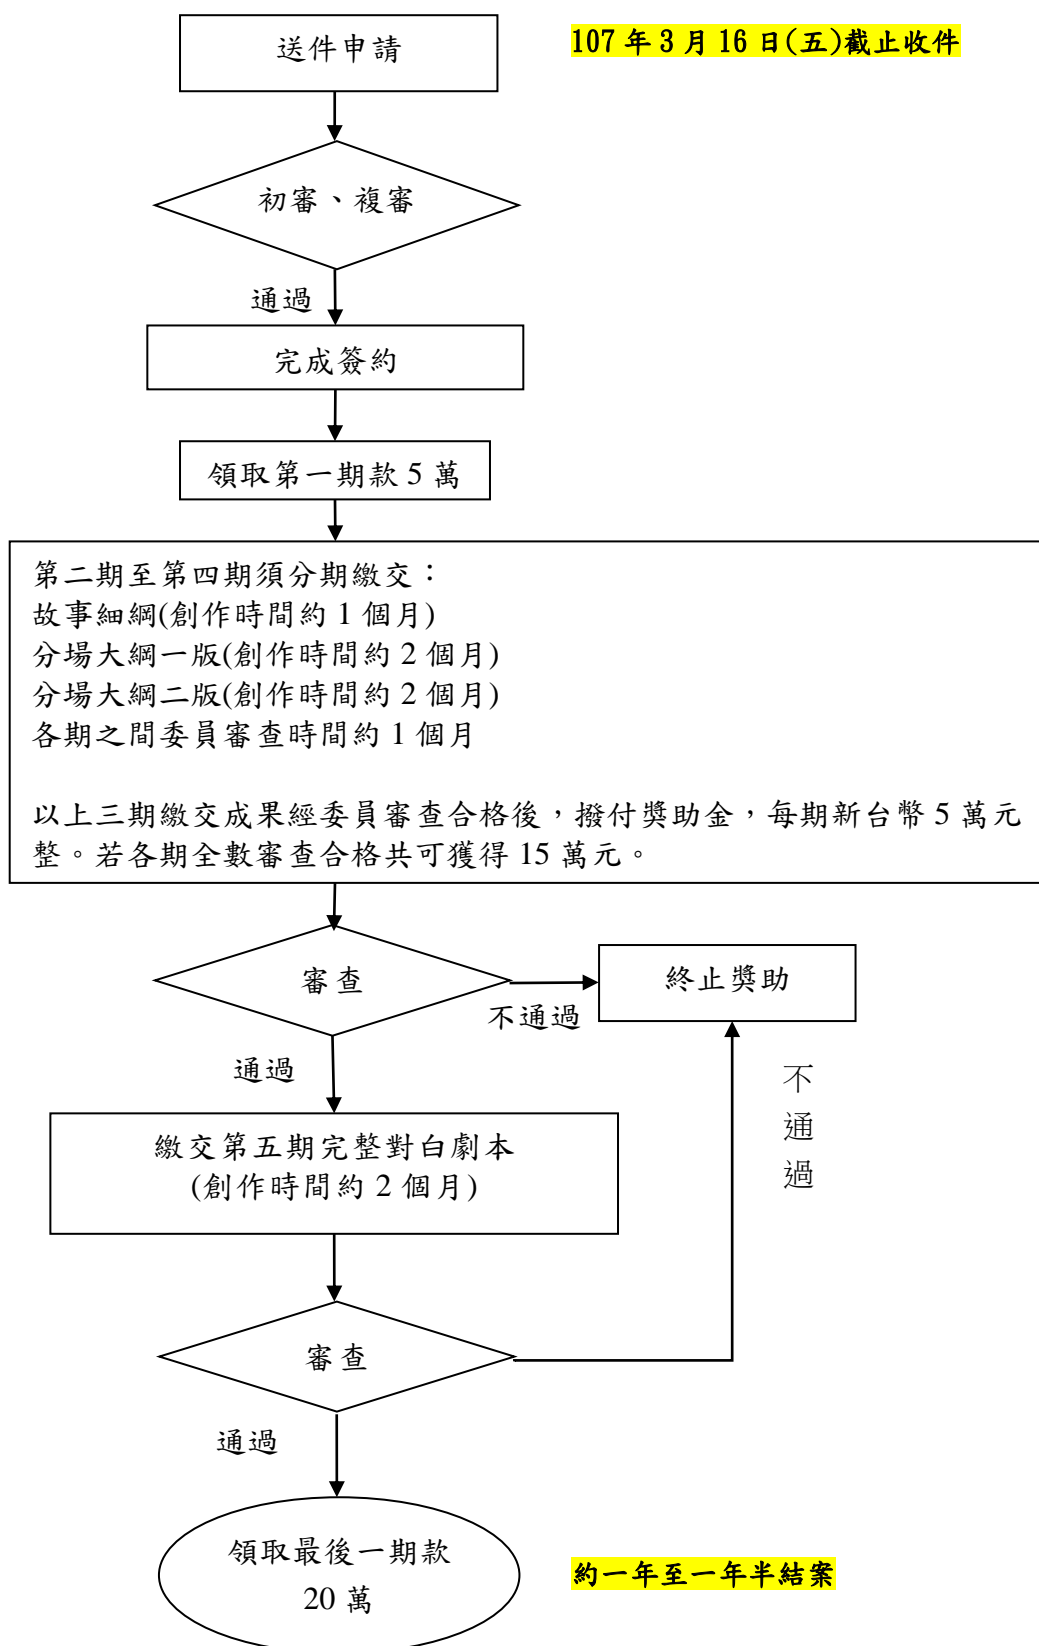 送件申請
107 年 3 月 16 日(五)截止收件
初審、複審
通過
完成簽約
領取第一期款 5 萬
第二期至第四期須分期繳交：
故事細綱(創作時間約 1 個月)
分場大綱一版(創作時間約 2 個月)
分場大綱二版(創作時間約 2 個月)
各期之間委員審查時間約 1 個月
以上三期繳交成果經委員審查合格後，撥付獎助金，每期新台幣 5 萬元
整。若各期全數審查合格共可獲得 15 萬元。
審查
終止獎助
不通過
通過
不通過
繳交第五期完整對白劇本
(創作時間約 2 個月)
審查
通過
領取最後一期款
20 萬
約一年至一年半結案